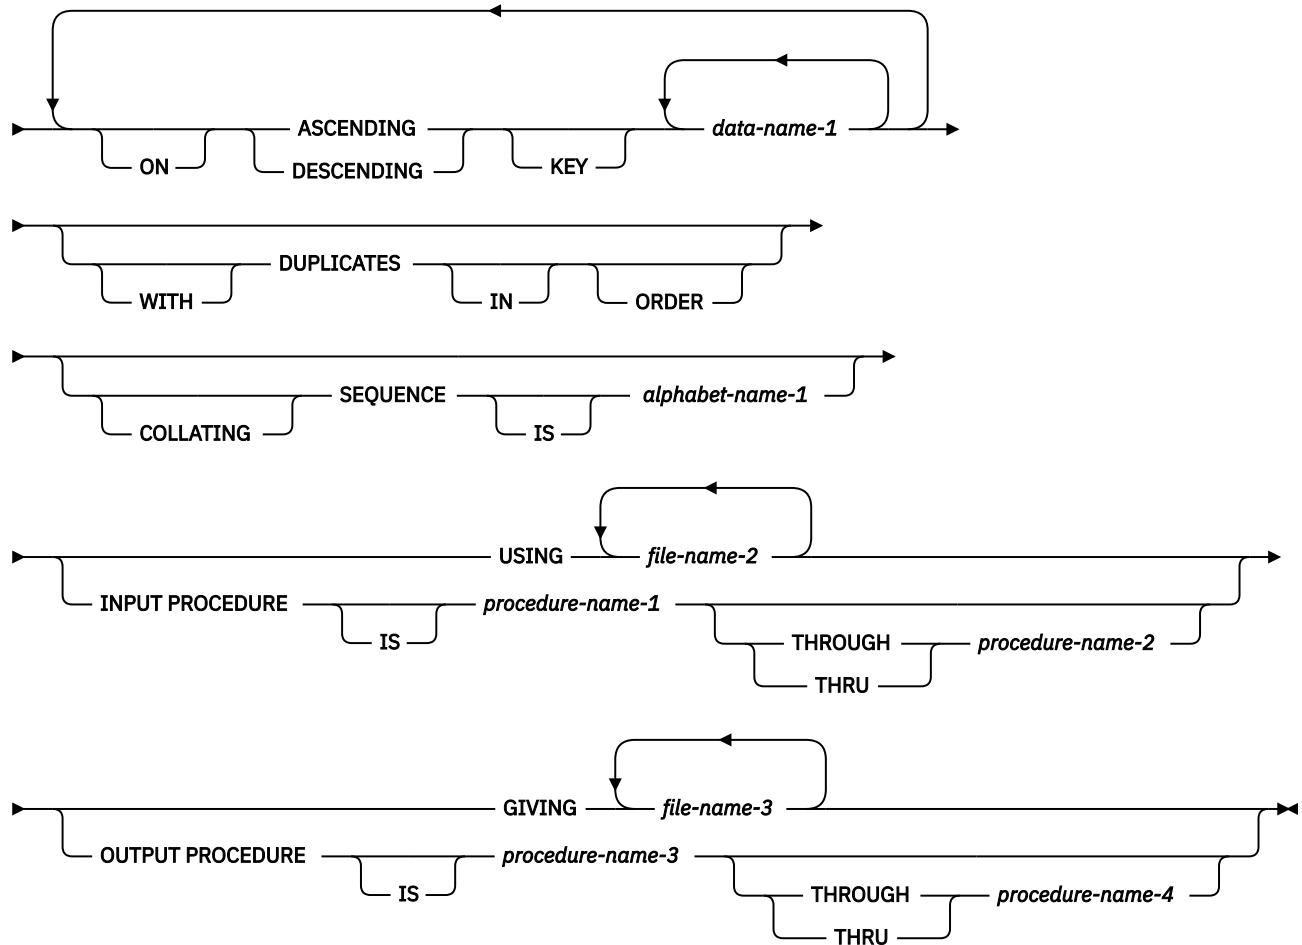 ASCENDING data-name-1
ON DESCENDING KEY
DUPLICATES
WITH IN ORDER
SEQUENCE alphabet-name-1
COLLATING IS
USING file-name-2
INPUT PROCEDURE procedure-name-1
IS THROUGH procedure-name-2
THRU
GIVING file-name-3
OUTPUT PROCEDURE procedure-name-3
IS THROUGH procedure-name-4
THRU